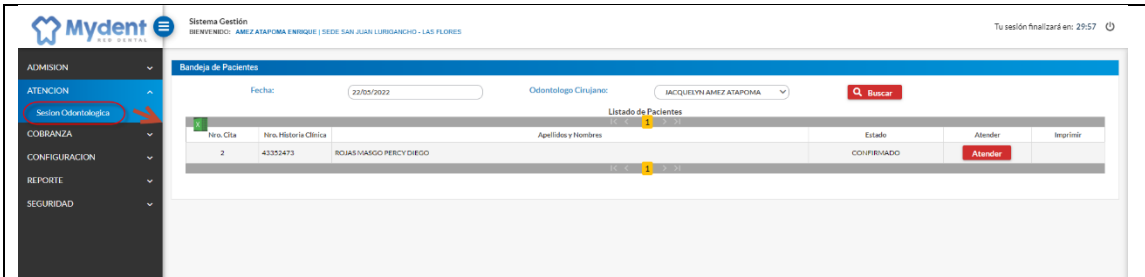 Mydent
RED DENTAL
Sistema Gestión
BIENVENIDO: AMEZ ATAPOMA ENRIQUE | SEDE SAN JUAN LURIGANCHO - LAS FLORES
Tu sesión finalizará en: 29:57
ADMISION
ATENCION
Sesion Odontologica
COBRANZA
CONFIGURACION
REPORTE
SEGURIDAD
Bandeja de Pacientes
Fecha: 22/05/2022 Odontologo Cirujano: JACQUELYN AMEZ ATAPOMA Buscar
Listado de Pacientes
1
Nro. Cita Nro. Historia Clínica Apellidos y Nombres Estado Atender Imprimir
2 43352473 ROJAS MASGO PERCY DIEGO CONFIRMADO Atender
1